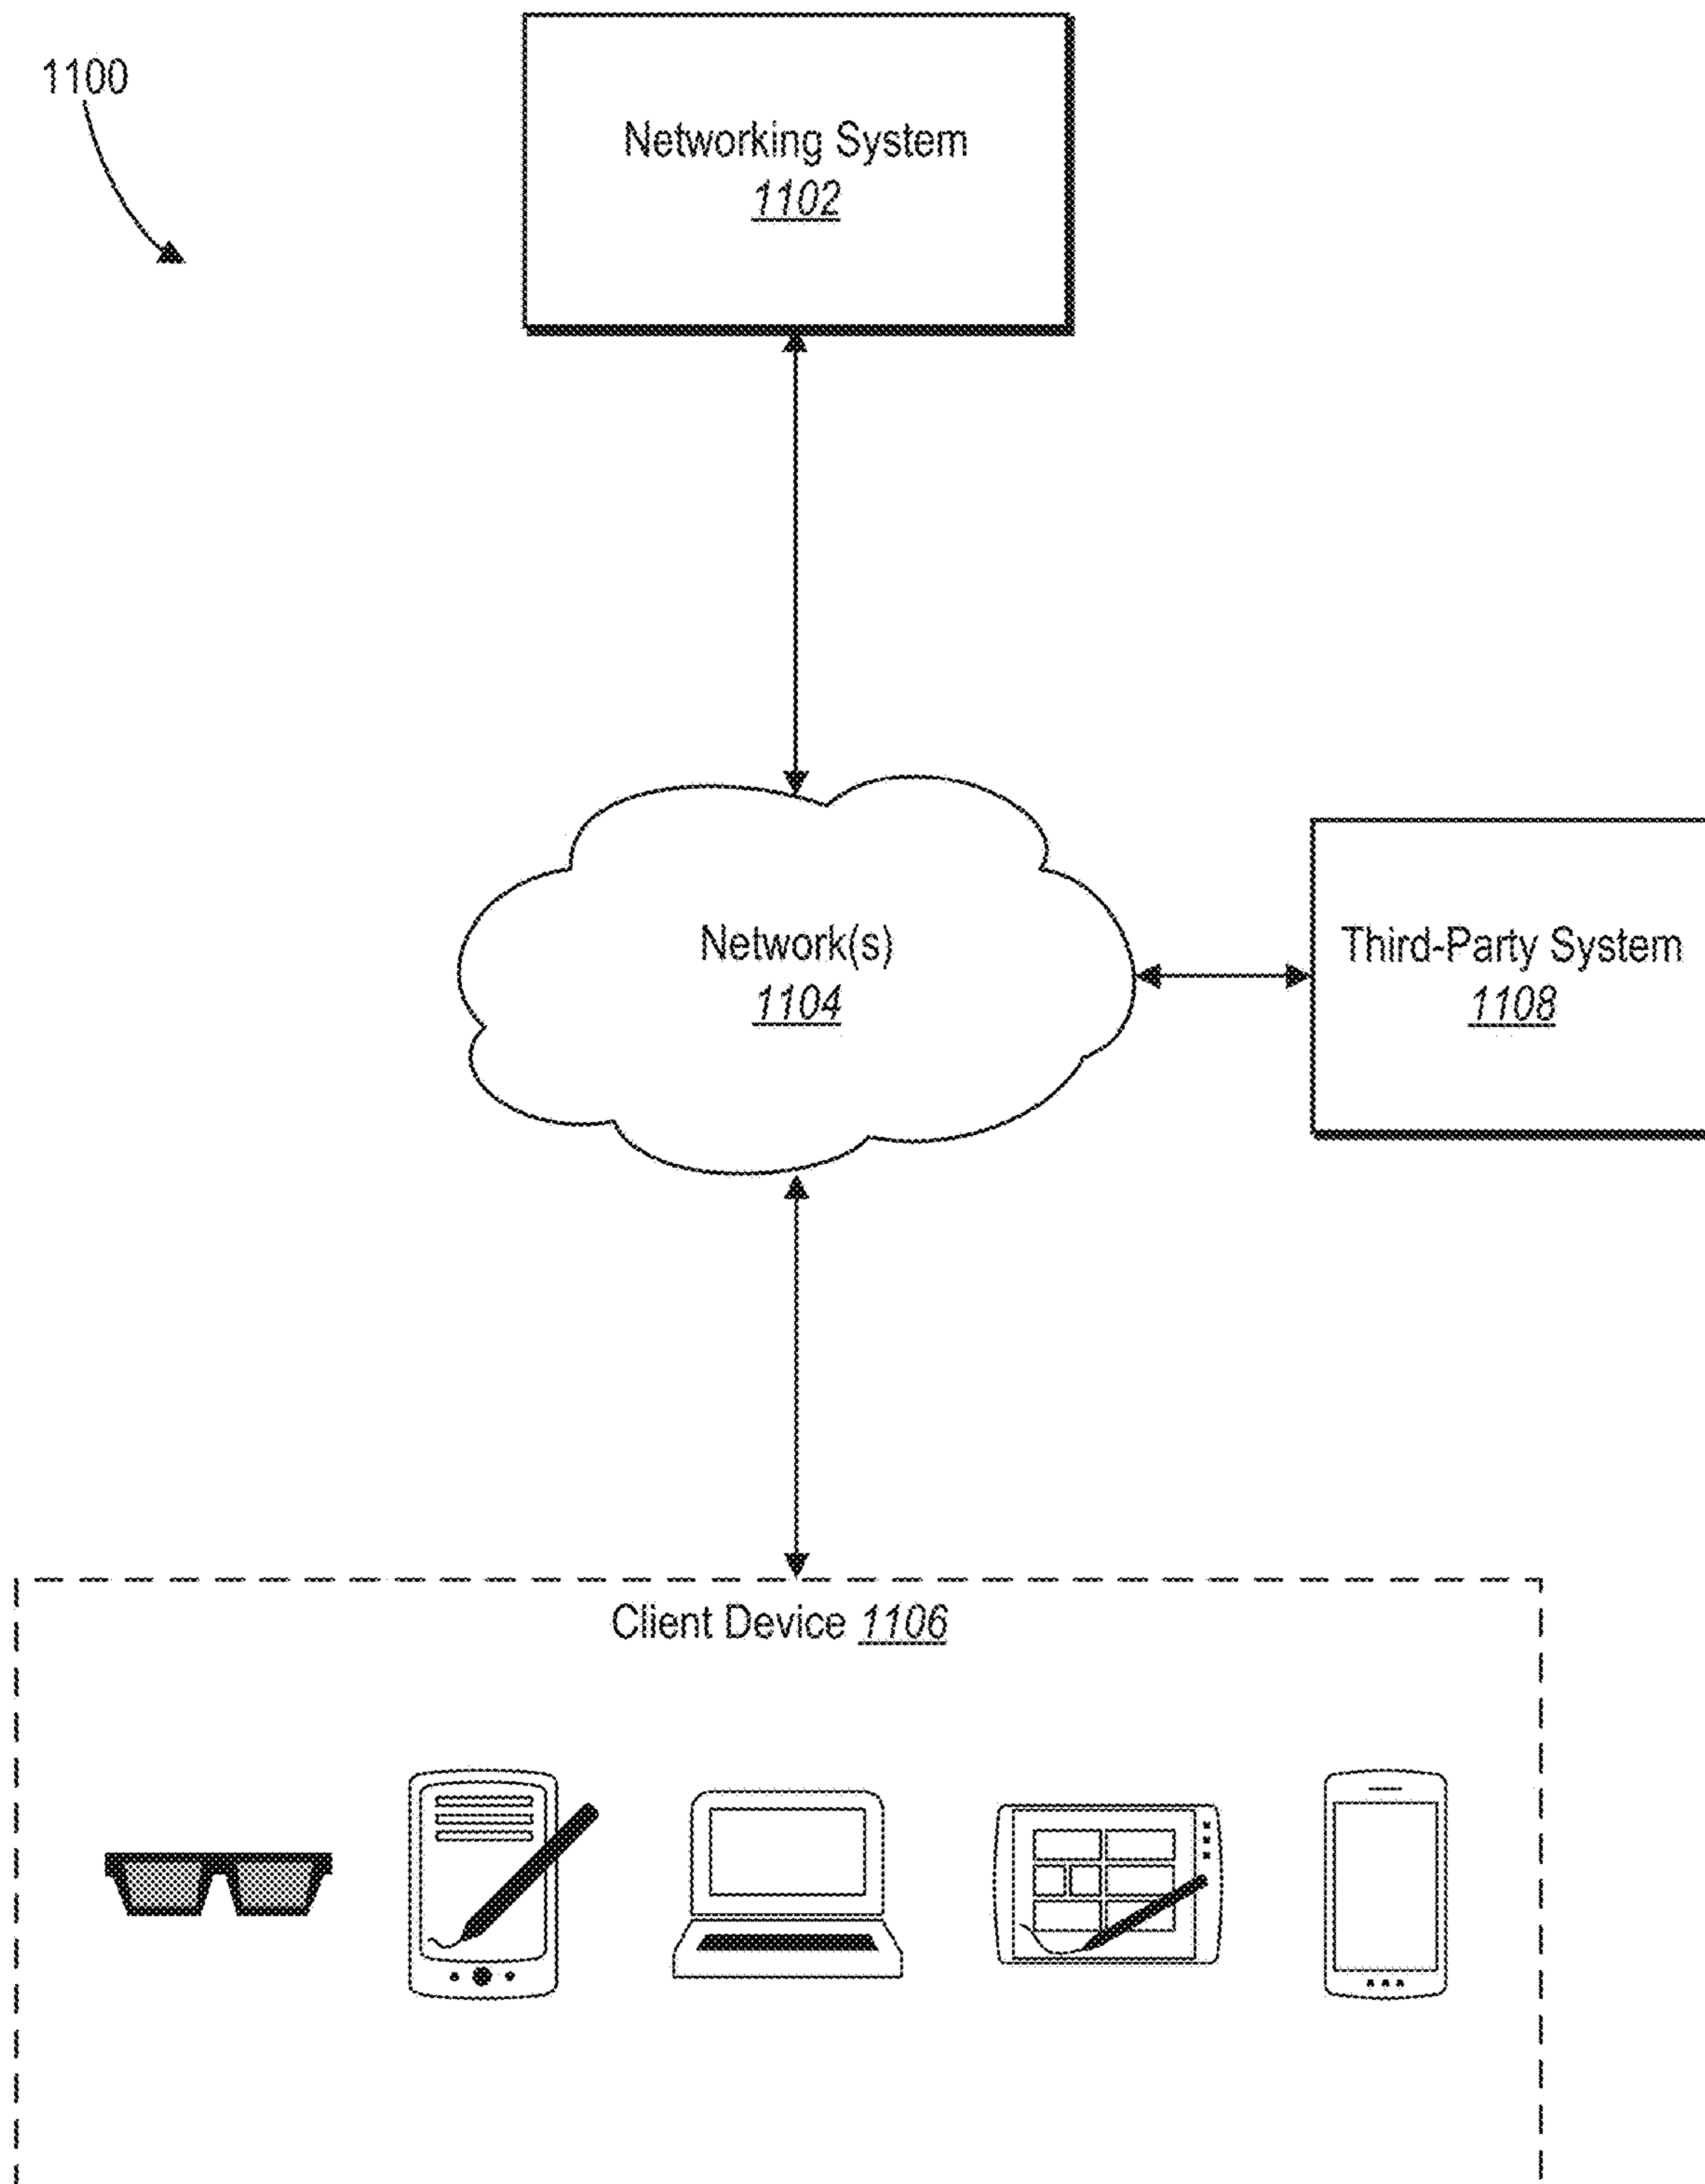 1100
Networking System
1102
Network(s)
1104
Third-Party System
1108
Client Device 1106